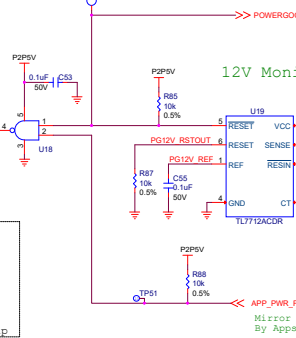 POWERGO
P2P5V
0.1uF C53
50V
P2P5V
12V Moni
R85
10k
0.5%
U19
5
4
1
2
3
U18
5 RESET VCC
PG12V_RSTOUT 6 RESET SENSE
PG12V_REF 1 REF RESIN
R87
10k
0.5%
C55
0.1uF
50V
4 GND CT
TL7712ACDR
P2P5V
R88
10k
0.5%
TP51
APP_PWR_
Mirror
By Apps
p